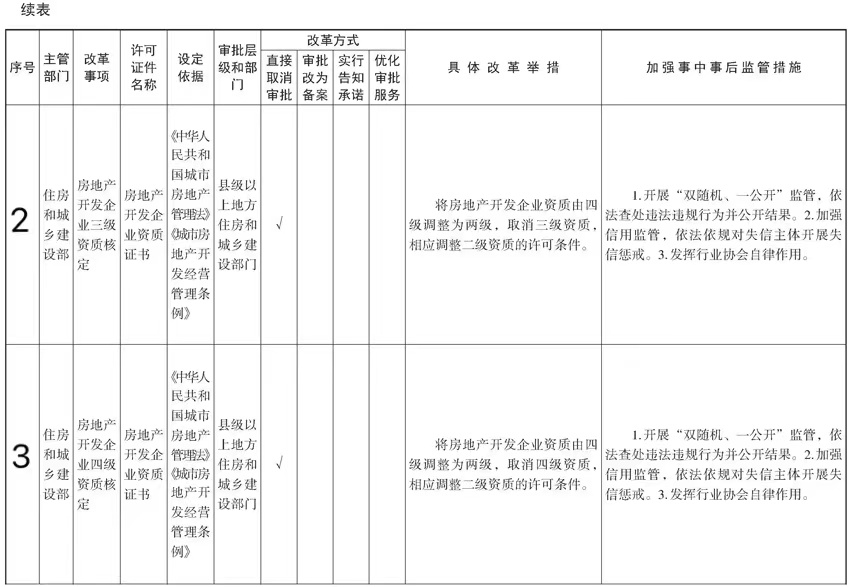 续表
序号
主管
部门
改革
事项
许可
证件
名称
设定
依据
审批层
级和部
门
改革方式
直接
取消
审批
审批
改为
备案
实行
告知
承诺
优化
审批
服务
具体改革举措
加强事中事后监管措施
2
住房
和城
乡建
设部
房地产
开发企
业三级
资质核
定
房地产
开发企
业资质
证书
《中华人
民共和
国城市
房地产
管理法》
《城市房
地产开
发经营
管理条
例》
县级以
上地方
住房和
城乡建
设部门
√
将房地产开发企业资质由四
级调整为两级，取消三级资质，
相应调整二级资质的许可条件。
1.开展“双随机、一公开”监管，依
法查处违法违规行为并公开结果。2.加强
信用监管，依法依规对失信主体开展失
信惩戒。3.发挥行业协会自律作用。
3
住房
和城
乡建
设部
房地产
开发企
业四级
资质核
定
房地产
开发企
业资质
证书
《中华人
民共和
国城市
房地产
管理法》
《城市房
地产开
发经营
管理条
例》
县级以
上地方
住房和
城乡建
设部门
√
将房地产开发企业资质由四
级调整为两级，取消四级资质，
相应调整二级资质的许可条件。
1.开展“双随机、一公开”监管，依
法查处违法违规行为并公开结果。2.加强
信用监管，依法依规对失信主体开展失
信惩戒。3.发挥行业协会自律作用。